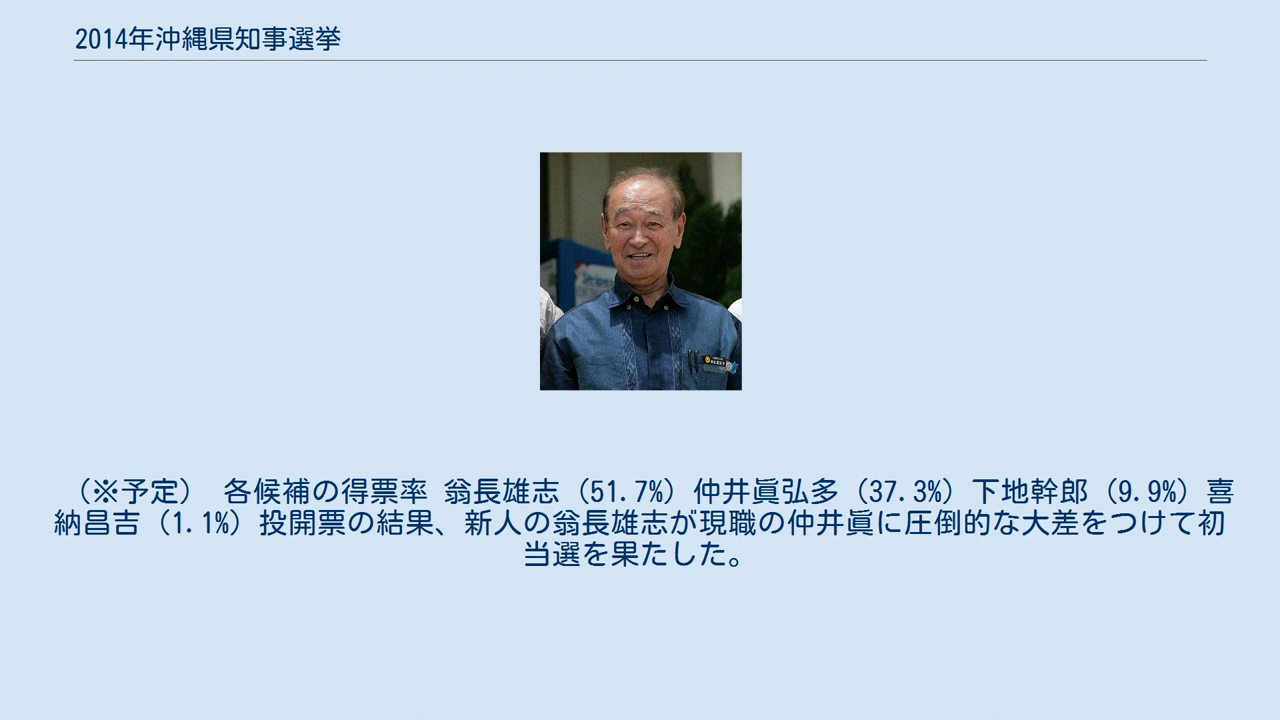 2014年沖縄県知事選挙
（※予定） 各候補の得票率 翁長雄志（51.7%）仲井眞弘多（37.3%）下地幹郎（9.9%）喜
納昌吉（1.1%）投開票の結果、新人の翁長雄志が現職の仲井眞に圧倒的な大差をつけて初
当選を果たした。